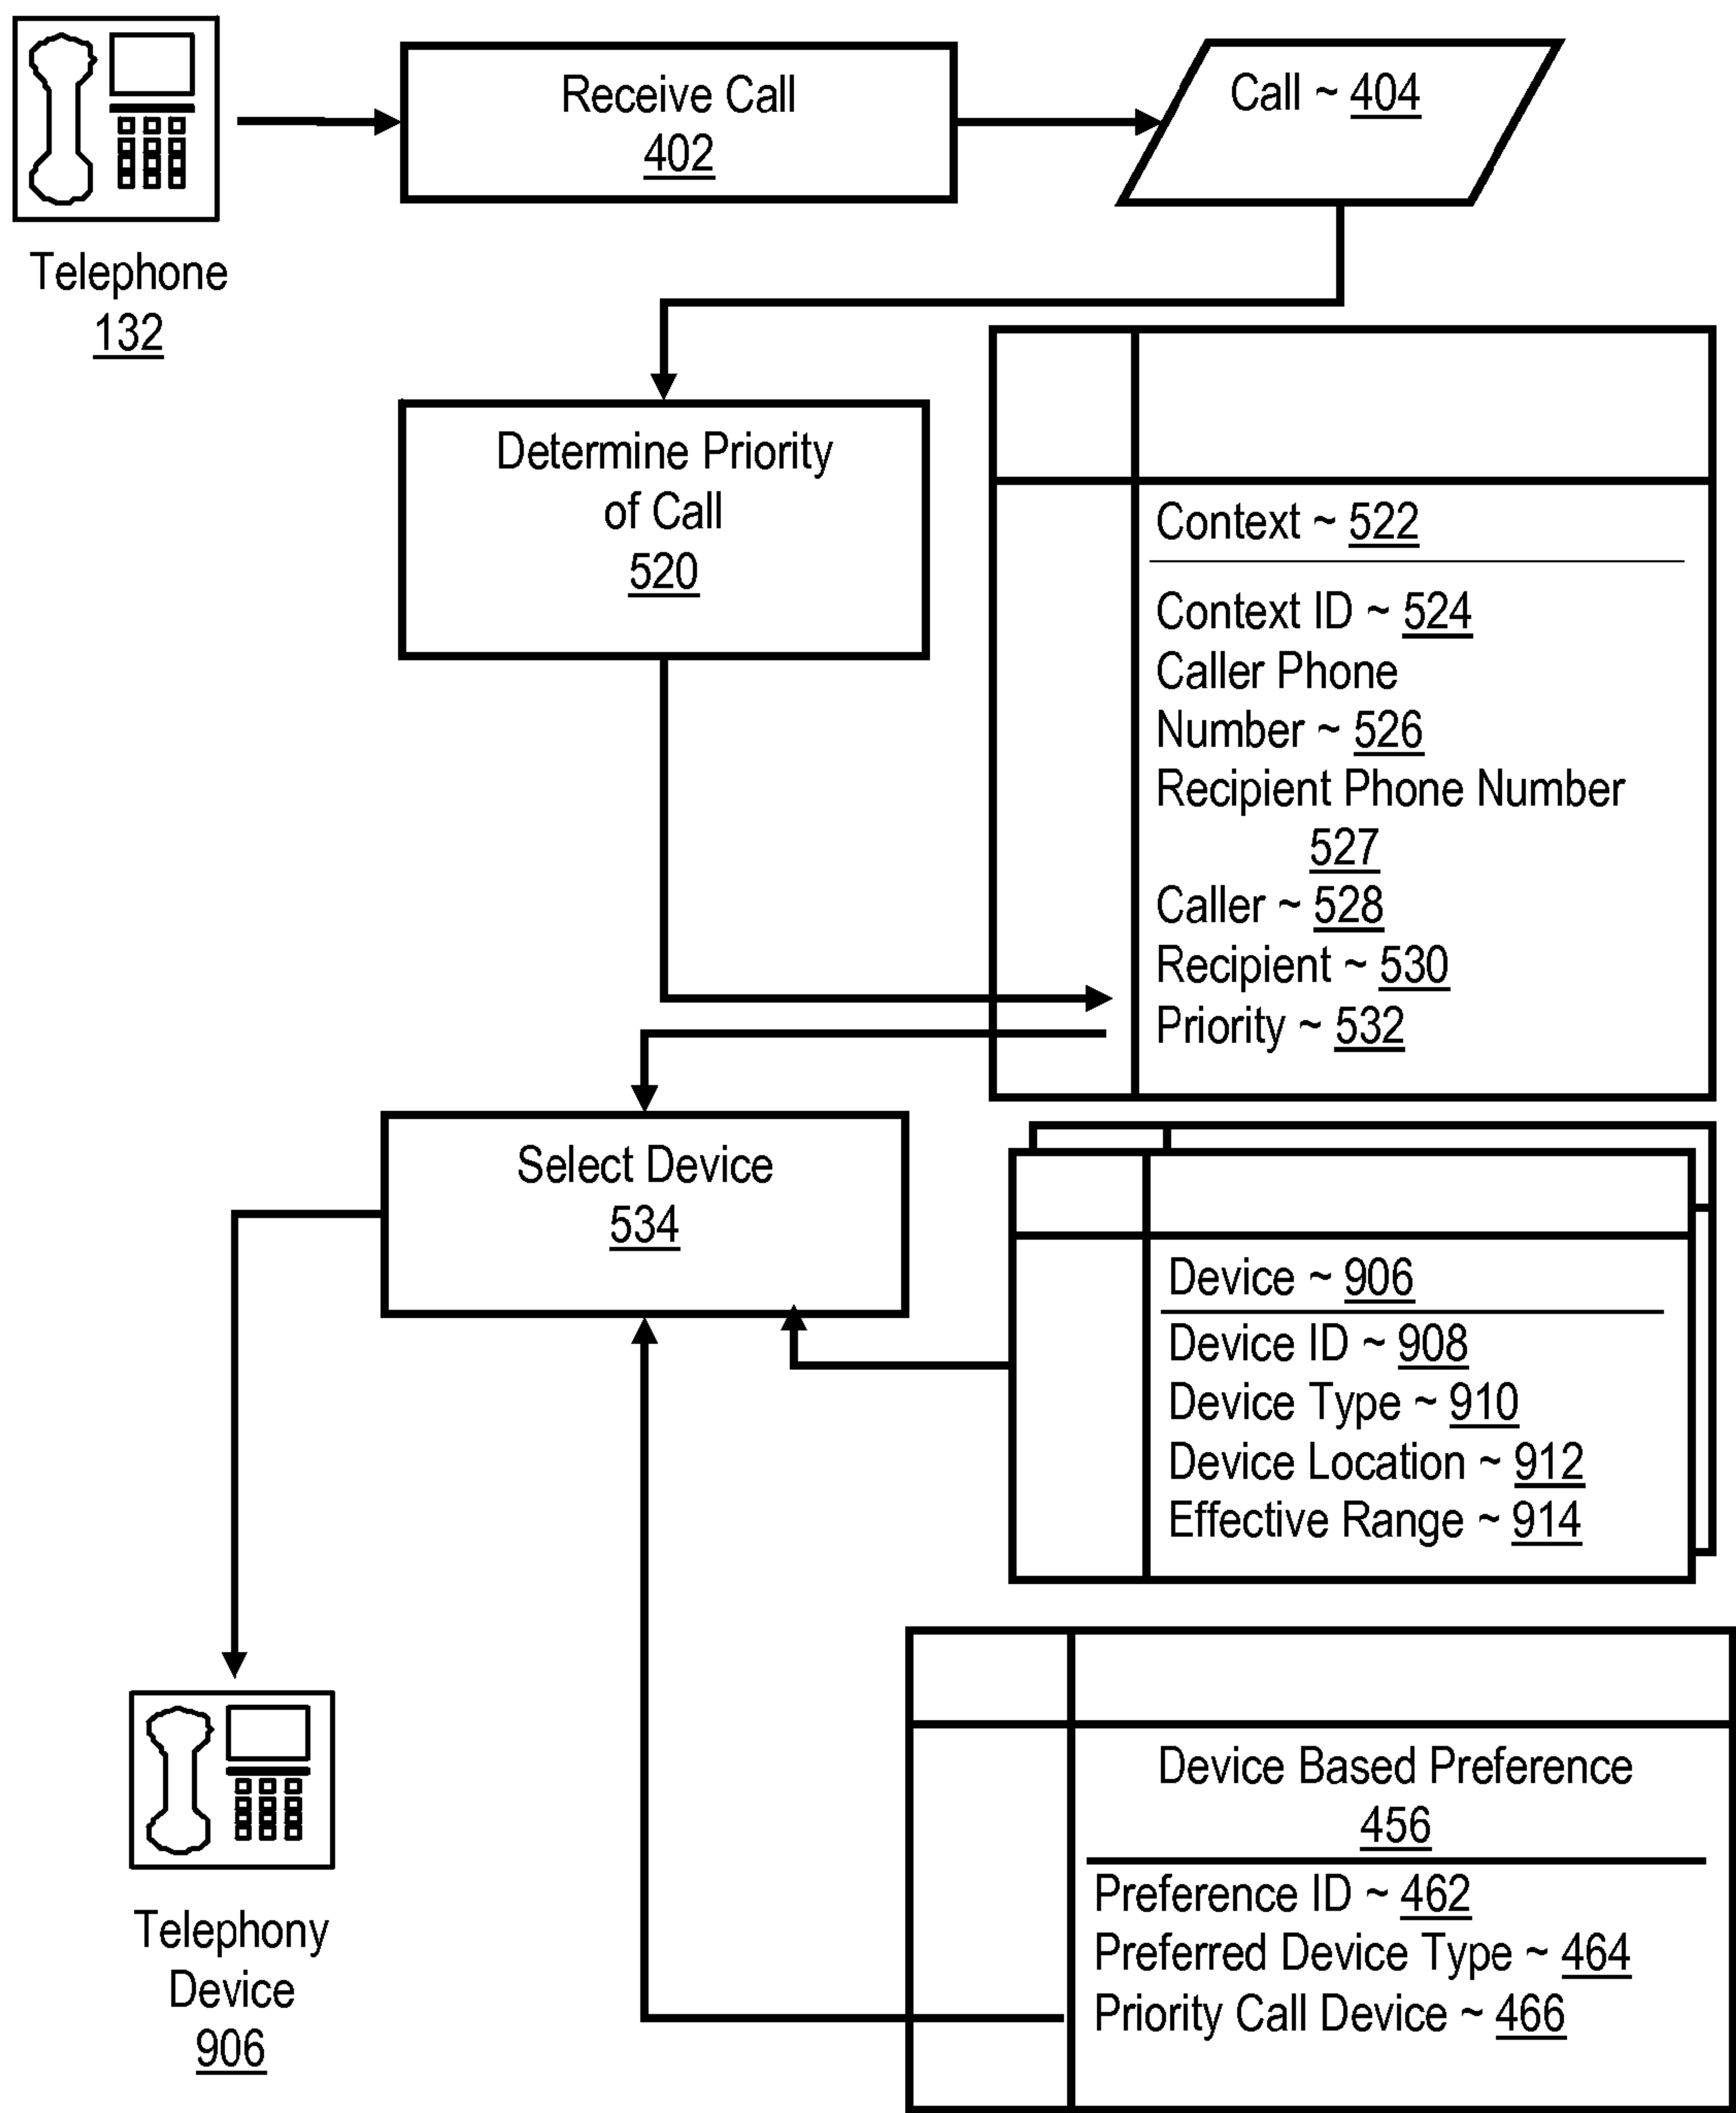 Receive Call
402
Call ~ 404
Telephone
132
Determine Priority
of Call
520
Context ~ 522
Context ID ~ 524
Caller Phone
Number ~ 526
Recipient Phone Number
527
Caller ~ 528
Recipient ~ 530
Priority ~ 532
Select Device
534
Device ~ 906
Device ID ~ 908
Device Type ~ 910
Device Location ~ 912
Effective Range ~ 914
Device Based Preference
456
Preference ID ~ 462
Preferred Device Type ~ 464
Priority Call Device ~ 466
Telephony
Device
906